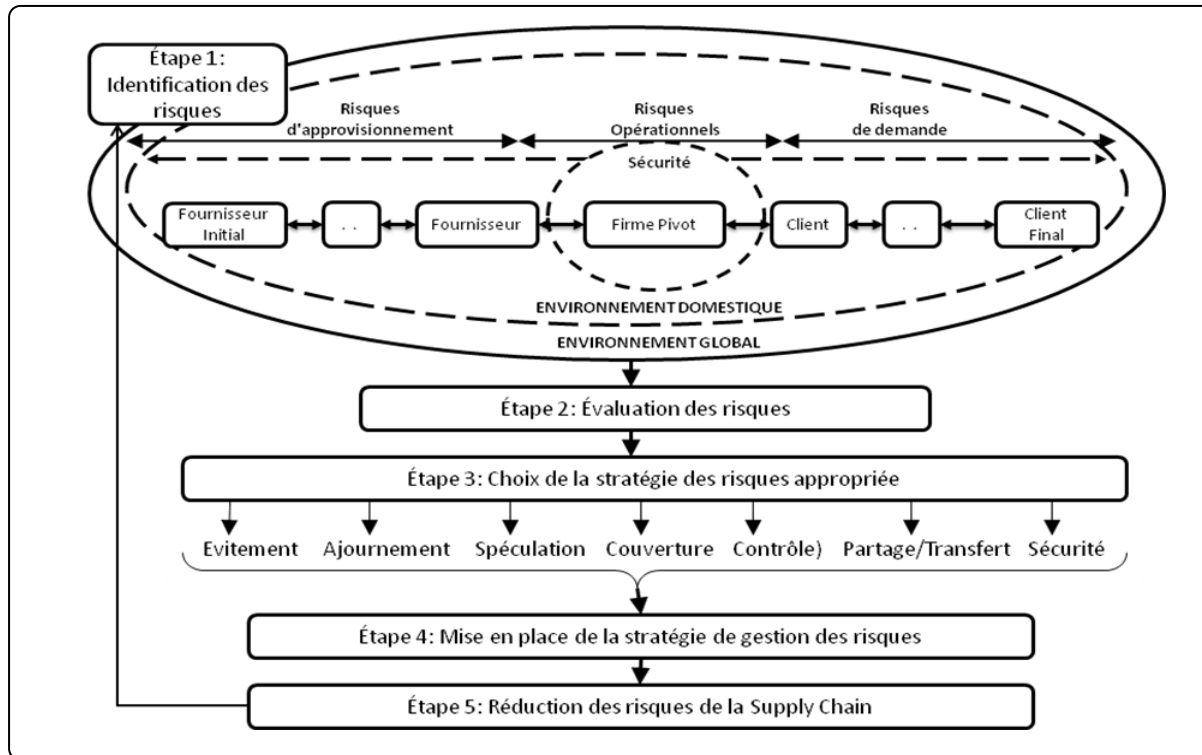 Étape 1:
Identification des
risques
Risques
d'approvisionnement
Risques
Opérationnels
Risques
de demande
Sécurité
Fournisseur
Initial
. .
Fournisseur
Firme Pivot
Client
. .
Client
Final
ENVIRONNEMENT DOMESTIQUE
ENVIRONNEMENT GLOBAL
Étape 2: Évaluation des risques
Étape 3: Choix de la stratégie des risques appropriée
Evitement Ajournement Spéculation Couverture Contrôle) Partage/Transfert Sécurité
Étape 4: Mise en place de la stratégie de gestion des risques
Étape 5: Réduction des risques de la Supply Chain